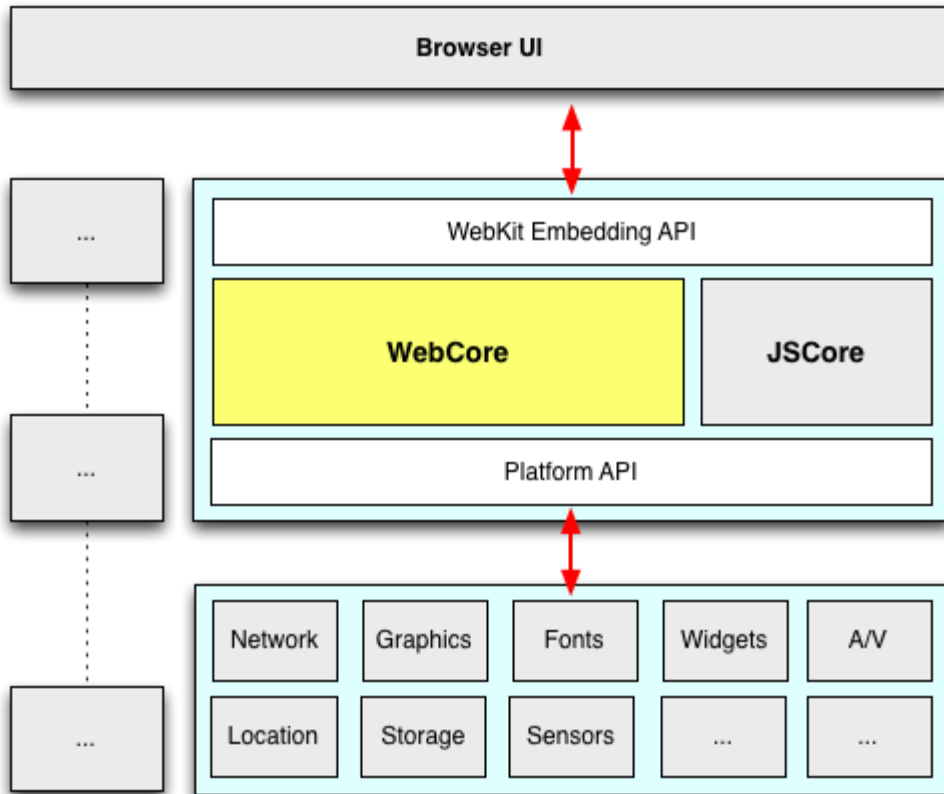 Browser UI
...
WebKit Embedding API
WebCore
JSCore
...
Platform API
Network
Graphics
Fonts
Widgets
A/V
...
Location
Storage
Sensors
...
...